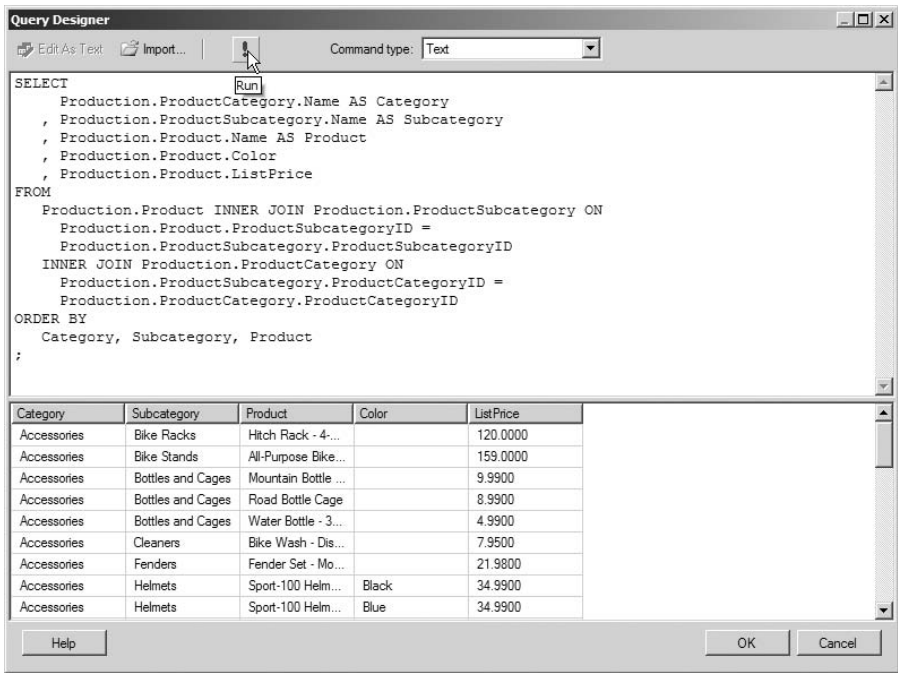 Query Designer
Edit As Text Import... Command type: Text
Run
SELECT
Production.ProductCategory.Name AS Category
, Production.ProductSubcategory.Name AS Subcategory
, Production.Product.Name AS Product
, Production.Product.Color
, Production.Product.ListPrice
FROM
Production.Product INNER JOIN Production.ProductSubcategory ON
Production.Product.ProductSubcategoryID =
Production.ProductSubcategory.ProductSubcategoryID
INNER JOIN Production.ProductCategory ON
Production.ProductSubcategory.ProductCategoryID =
Production.ProductCategory.ProductCategoryID
ORDER BY
Category, Subcategory, Product
;
Category Subcategory Product Color ListPrice
Accessories Bike Racks Hitch Rack - 4-... 120.0000
Accessories Bike Stands All-Purpose Bike... 159.0000
Accessories Bottles and Cages Mountain Bottle ... 9.9900
Accessories Bottles and Cages Road Bottle Cage 8.9900
Accessories Bottles and Cages Water Bottle - 3... 4.9900
Accessories Cleaners Bike Wash - Dis... 7.9500
Accessories Fenders Fender Set - Mo... 21.9800
Accessories Helmets Sport-100 Helm... Black 34.9900
Accessories Helmets Sport-100 Helm... Blue 34.9900
Help OK Cancel